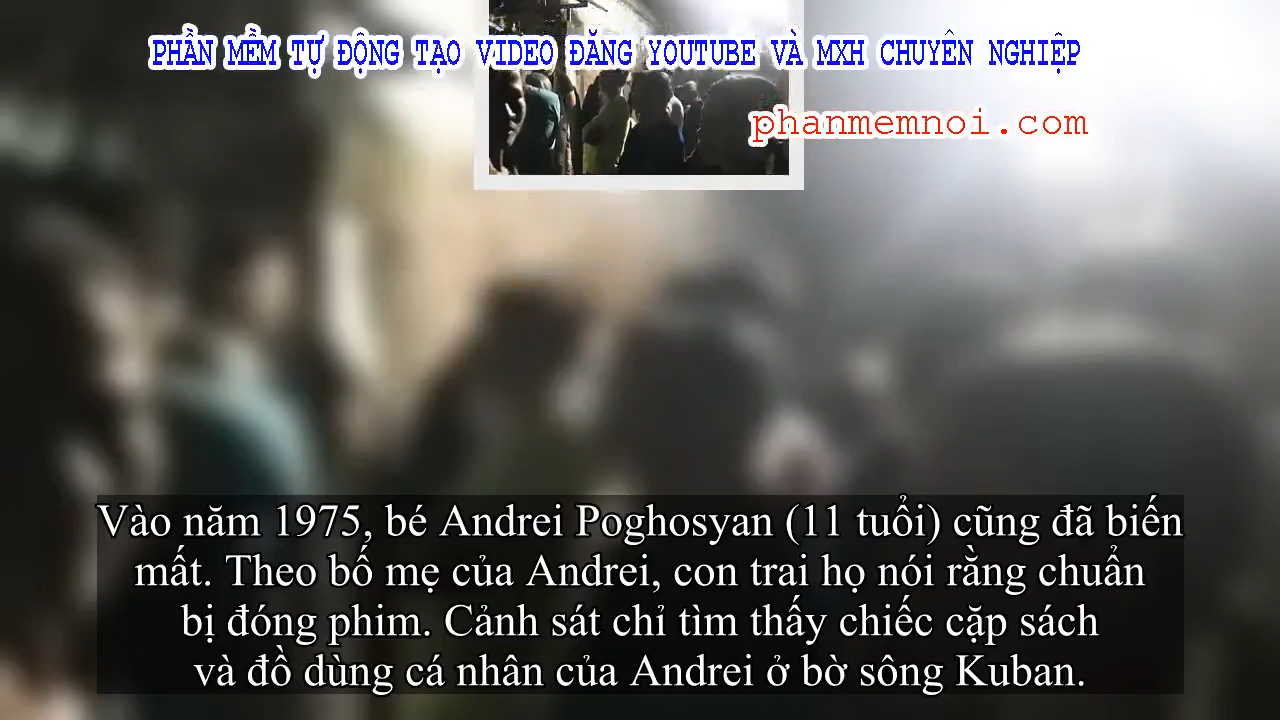 PHẦN MỀM TỰ ĐỘNG TẠO VIDEO ĐĂNG YOUTUBE VÀ MXH CHUYÊN NGHIỆP
phanmemnoi.com
Vào năm 1975, bé Andrei Poghosyan (11 tuổi) cũng đã biến
mất. Theo bố mẹ của Andrei, con trai họ nói rằng chuẩn
bị đóng phim. Cảnh sát chỉ tìm thấy chiếc cặp sách
và đồ dùng cá nhân của Andrei ở bờ sông Kuban.